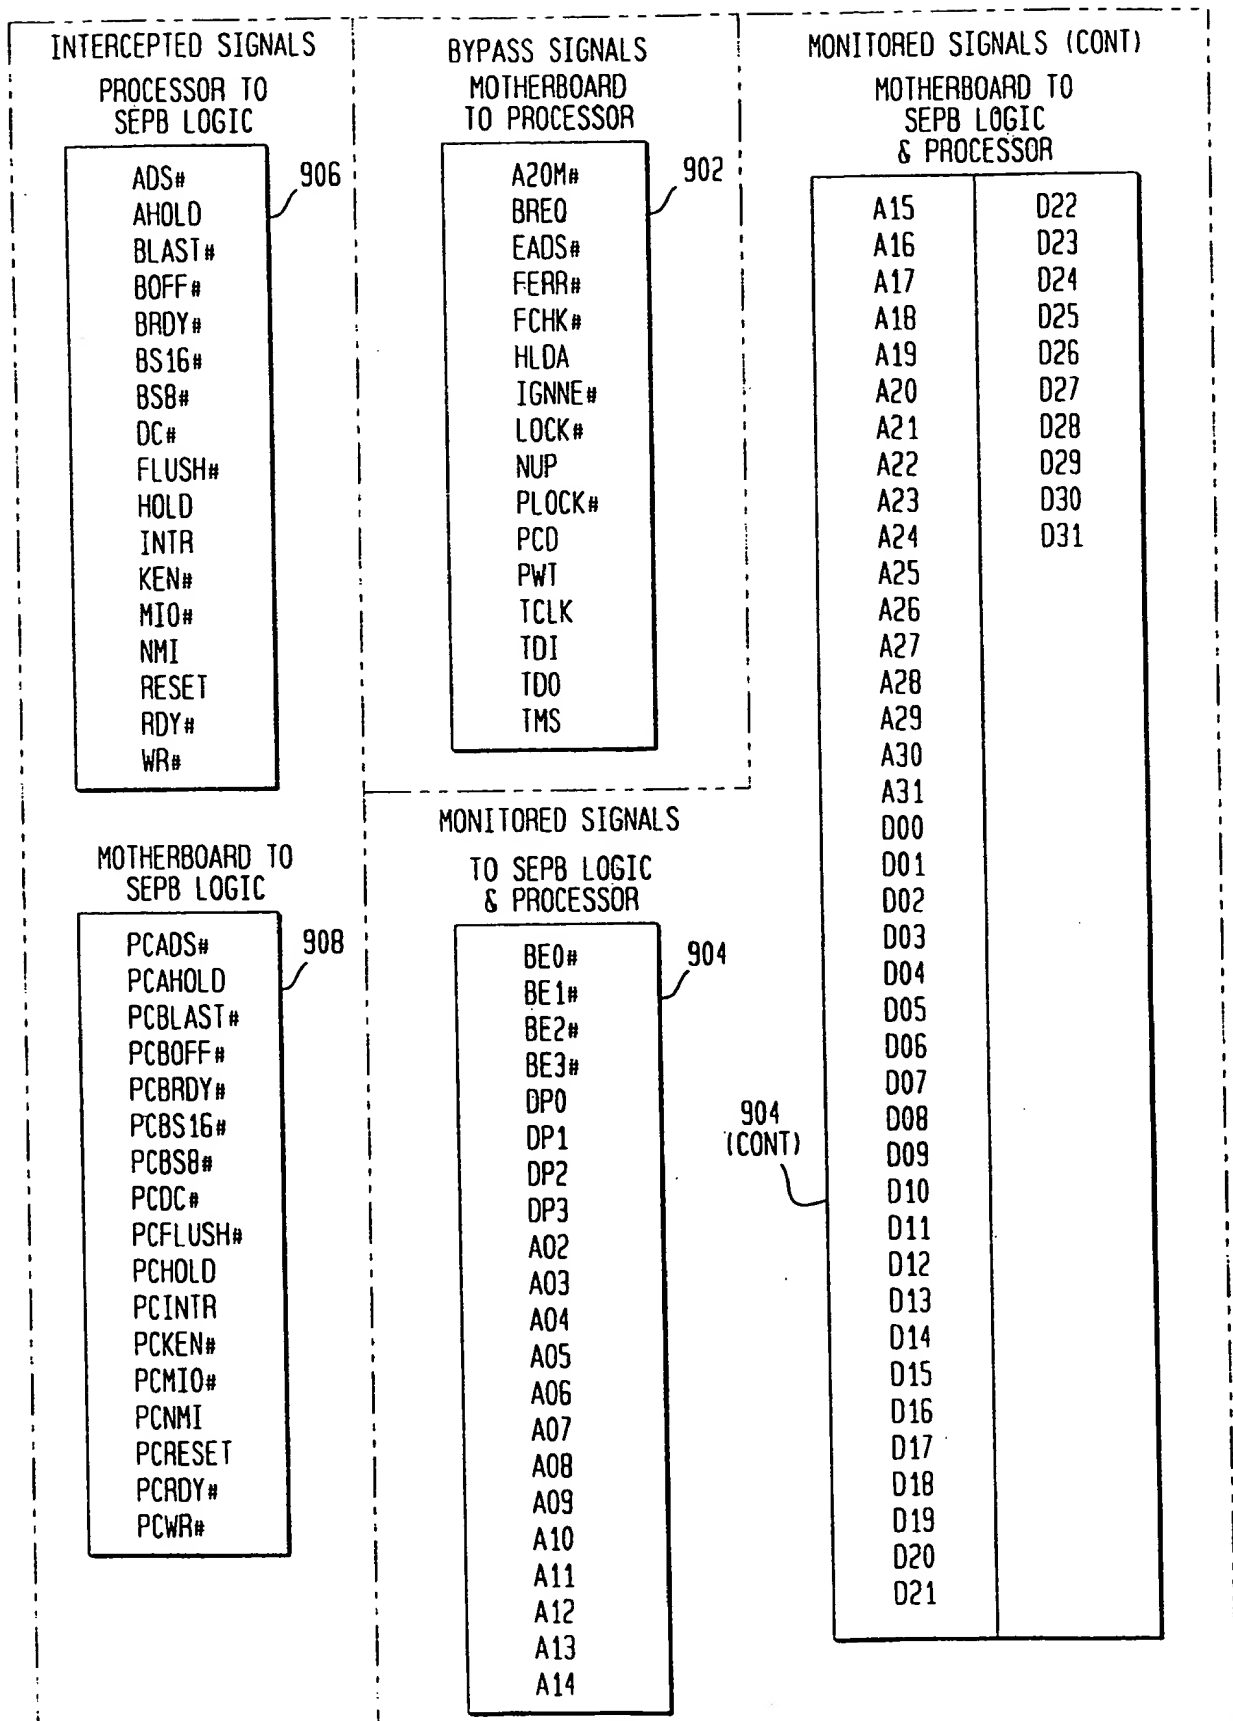 INTERCEPTED SIGNALS
PROCESSOR TO
SEPB LOGIC
906
ADS#
AHOLD
BLAST#
BOFF#
BRDY#
BS16#
BS8#
DC#
FLUSH#
HOLD
INTR
KEN#
MIO#
NMI
RESET
RDY#
WR#
MOTHERBOARD TO
SEPB LOGIC
908
PCADS#
PCAHOLD
PCBLAST#
PCBOFF#
PCBRDY#
PCBS16#
PCBS8#
PCDC#
PCFLUSH#
PCHOLD
PCINTR
PCKEN#
PCMIO#
PCNMI
PCRESET
PCRDY#
PCWR#
BYPASS SIGNALS
MOTHERBOARD
TO PROCESSOR
902
A20M#
BREQ
EADS#
FERR#
FCHK#
HLDA
IGNNE#
LOCK#
NUP
PLOCK#
PCD
PWT
TCLK
TDI
TDO
TMS
MONITORED SIGNALS
TO SEPB LOGIC
& PROCESSOR
904
BE0#
BE1#
BE2#
BE3#
DP0
DP1
DP2
DP3
A02
A03
A04
A05
A06
A07
A08
A09
A10
A11
A12
A13
A14
MONITORED SIGNALS (CONT)
MOTHERBOARD TO
SEPB LOGIC
& PROCESSOR
904
(CONT)
A15
A16
A17
A18
A19
A20
A21
A22
A23
A24
A25
A26
A27
A28
A29
A30
A31
D00
D01
D02
D03
D04
D05
D06
D07
D08
D09
D10
D11
D12
D13
D14
D15
D16
D17
D18
D19
D20
D21
D22
D23
D24
D25
D26
D27
D28
D29
D30
D31